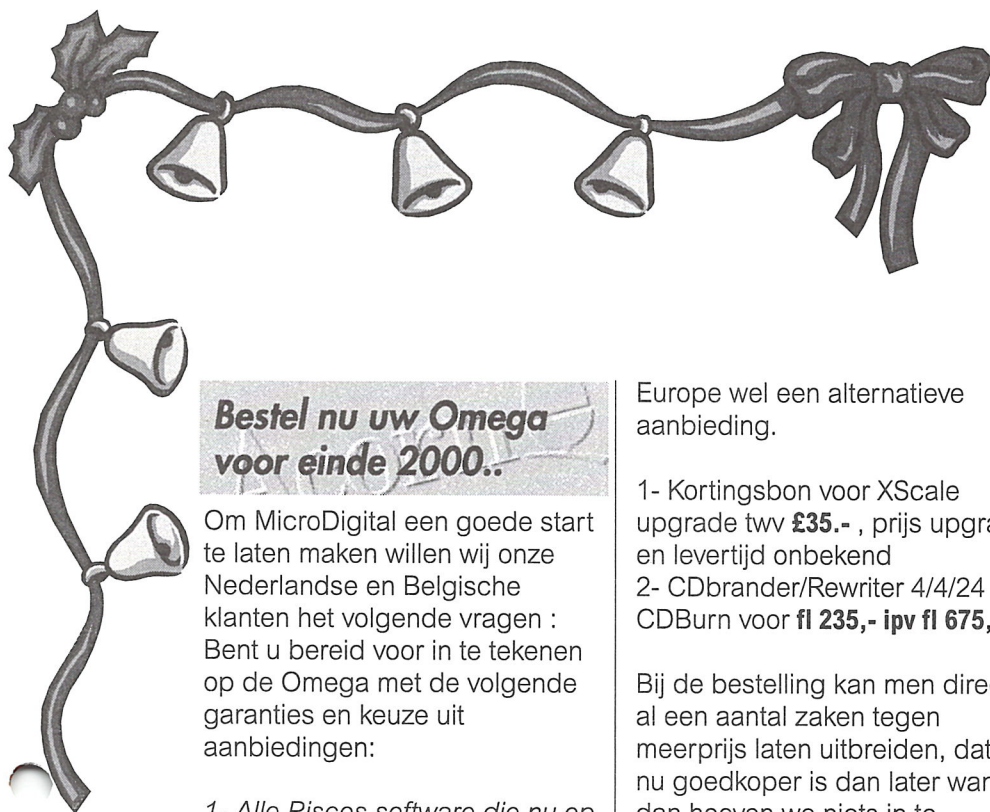 Bestel nu uw Omega
voor einde 2000..
Om MicroDigital een goede start
te laten maken willen wij onze
Nederlandse en Belgische
klanten het volgende vragen :
Bent u bereid voor in te tekenen
op de Omega met de volgende
garanties en keuze uit
aanbiedingen:
Europe wel een alternatieve
aanbieding.
1- Kortingsbon voor XScale
upgrade twv £35.- , prijs
en levertijd onbekend
2- CDbrander/Rewriter 4/4/24
CDBurn voor fl 235,- ipv fl 675,
Bij de bestelling kan men
al een aantal zaken tegen
meerprijs laten uitbreiden, dat
nu goedkoper is dan later